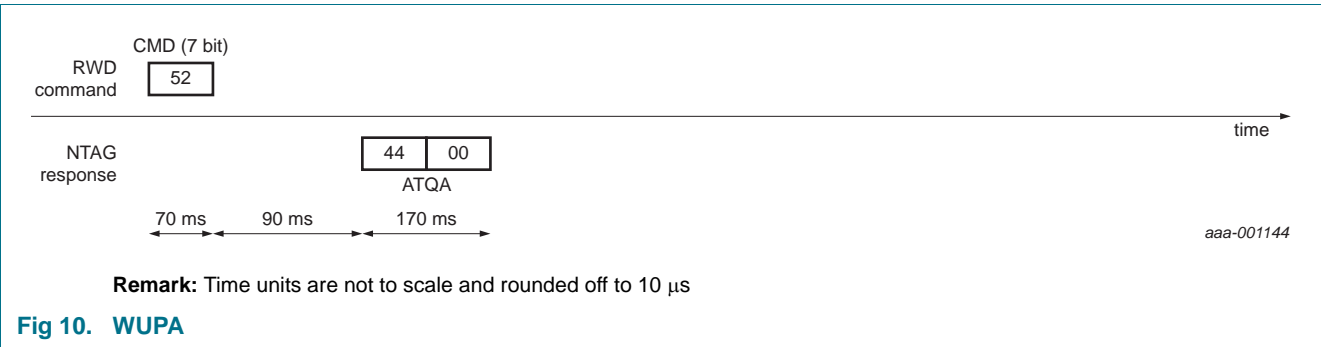 CMD (7 bit)
RWD
command
52
time
NTAG
response
44 00
ATQA
70 ms 90 ms 170 ms
aaa-001144
Remark: Time units are not to scale and rounded off to 10 μs
Fig 10. WUPA